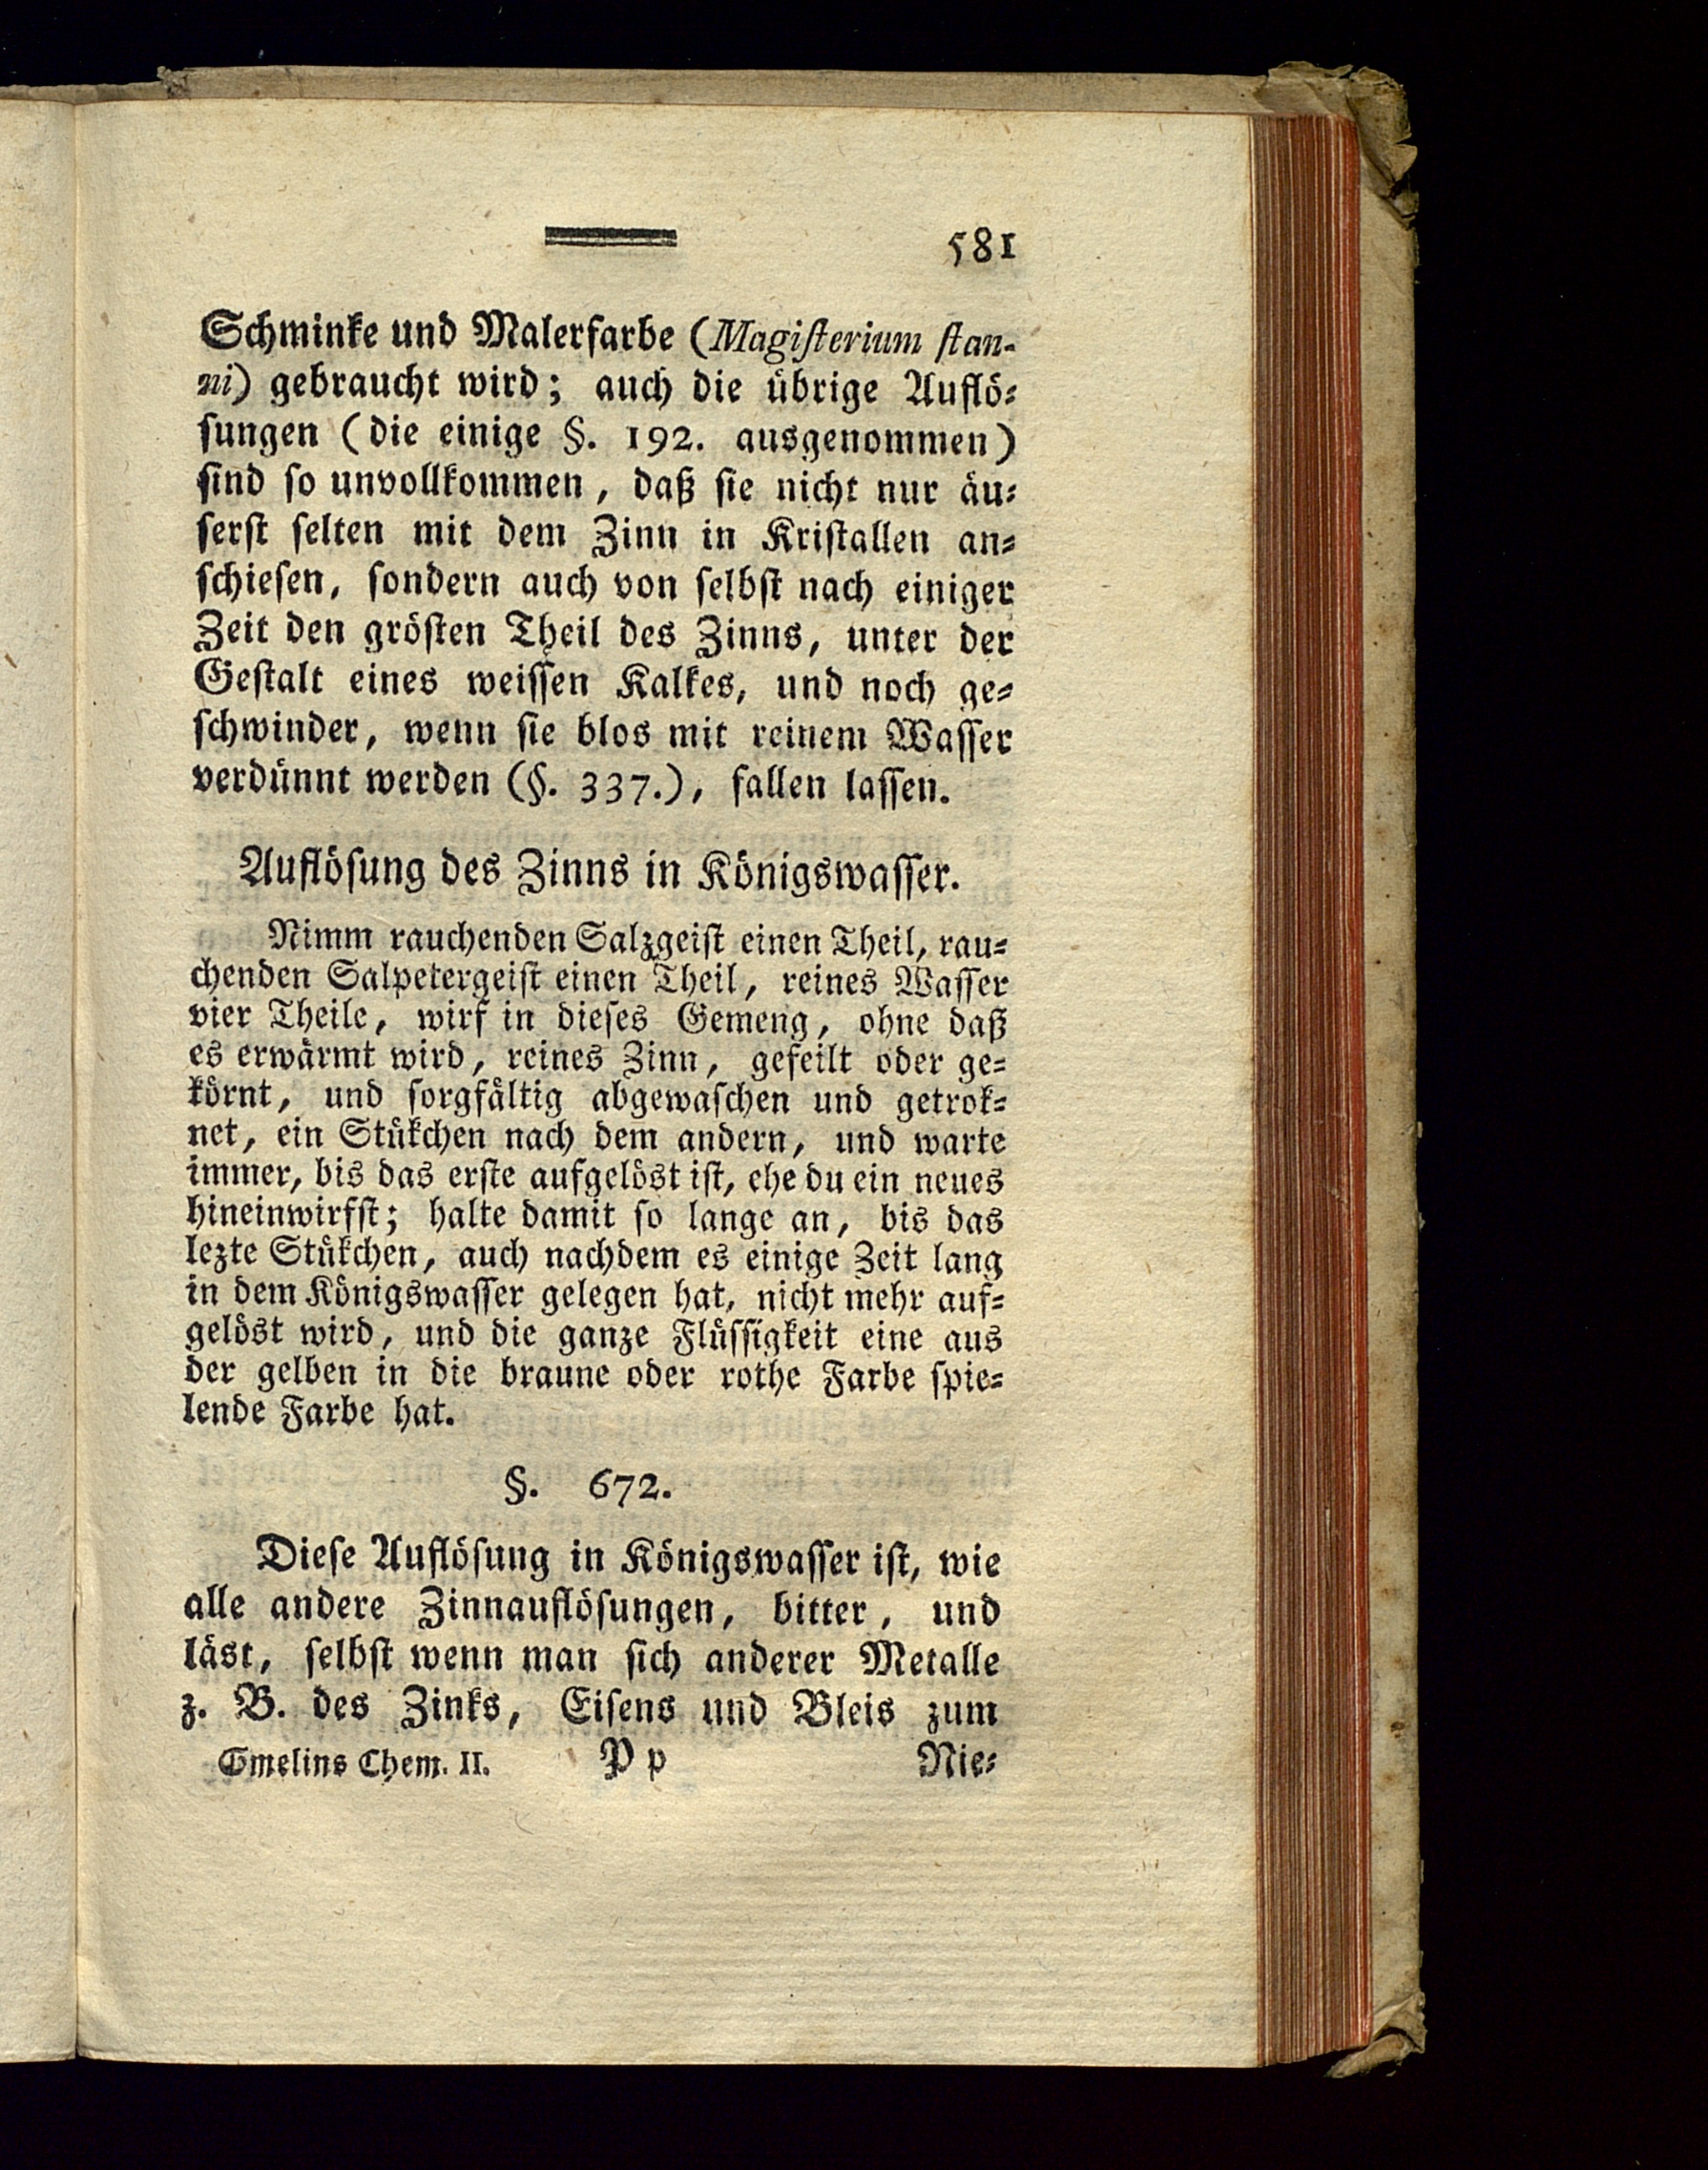 581
Schminke und Malerfarbe (Magiſterium ſtan-
ni) gebraucht wird; auch die übrige Auflö-
ſungen (die einige §. 192. ausgenommen)
ſind ſo unvollkommen, daß ſie nicht nur äu-
ſerſt ſelten mit dem Zinn in Kriſtallen an-
ſchieſen, ſondern auch von ſelbſt nach einiger
Zeit den gröſten Theil des Zinns, unter der
Geſtalt eines weiſſen Kalkes, und noch ge-
ſchwinder, wenn ſie blos mit reinem Waſſer
verdünnt werden (§. 337.), fallen laſſen.
Auflöſung des Zinns in Königswaſſer.
Nimm rauchenden Salzgeiſt einen Theil, rau-
chenden Salpetergeiſt einen Theil, reines Waſſer
vier Theile, wirf in dieſes Gemeng, ohne daß
es erwärmt wird, reines Zinn, gefeilt oder ge-
körnt, und ſorgfältig abgewaſchen und getrok-
net, ein Stükchen nach dem andern, und warte
immer, bis das erſte aufgelöst iſt, ehe du ein neues
hineinwirfſt; halte damit ſo lange an, bis das
lezte Stükchen, auch nachdem es einige Zeit lang
in dem Königswaſſer gelegen hat, nicht mehr auf-
gelöst wird, und die ganze Flüſſigkeit eine aus
der gelben in die braune oder rothe Farbe ſpie-
lende Farbe hat.
§. 672.
Dieſe Auflöſung in Königswaſſer iſt, wie
alle andere Zinnauflöſungen, bitter, und
läst, ſelbſt wenn man ſich anderer Metalle
z. B. des Zinks, Eiſens und Bleis zum
Gmelins Chem. II. P p Nie-